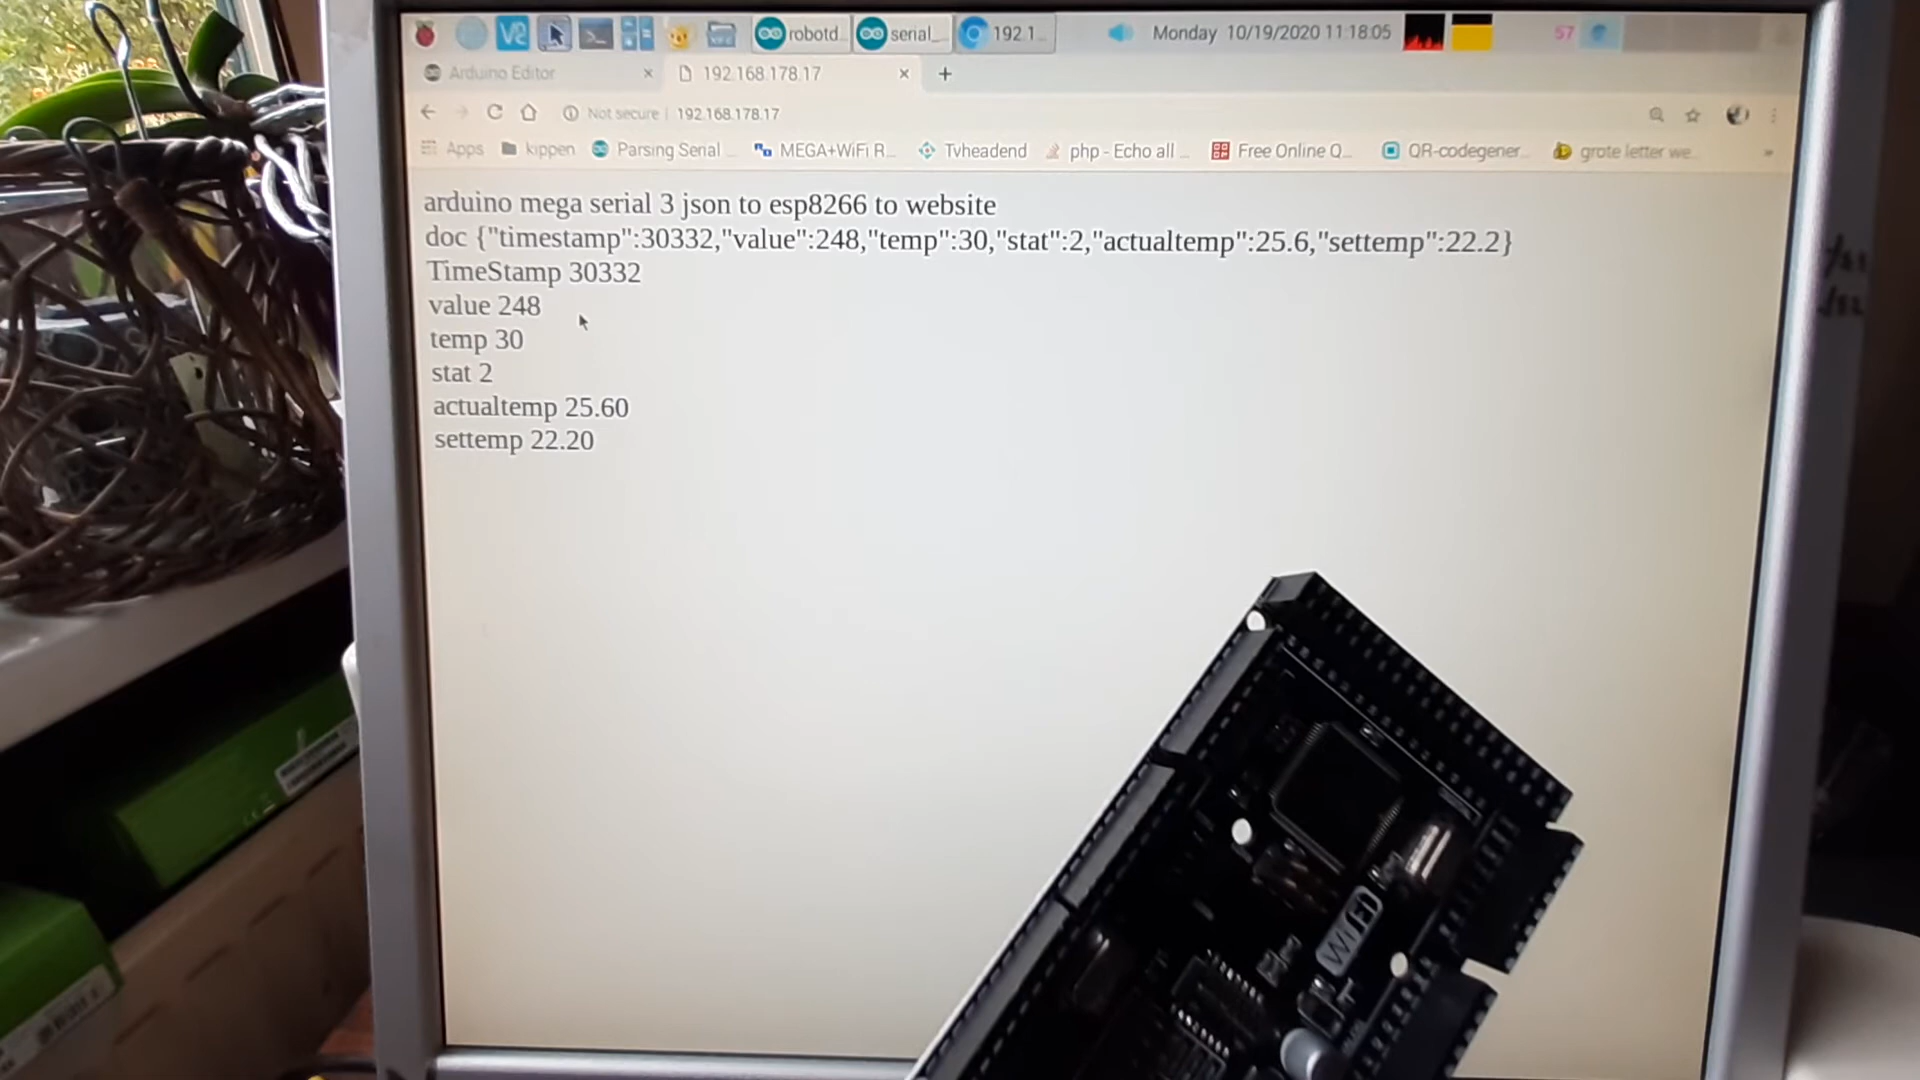 robotd...
serial_...
192.1...
Monday 10/19/2020 11:18:05
57
Arduino Editor
192.168.178.17
Not secure | 192.168.178.17
Apps
kippen
Parsing Serial ...
MEGA+WiFi R...
Tvheadend
php - Echo all ...
Free Online Q...
QR-codegener...
grote letter we...
»
arduino mega serial 3 json to esp8266 to website
doc {"timestamp":30332,"value":248,"temp":30,"stat":2,"actualtemp":25.6,"settemp":22.2}
TimeStamp 30332
value 248
temp 30
stat 2
actualtemp 25.60
settemp 22.20
WiFi